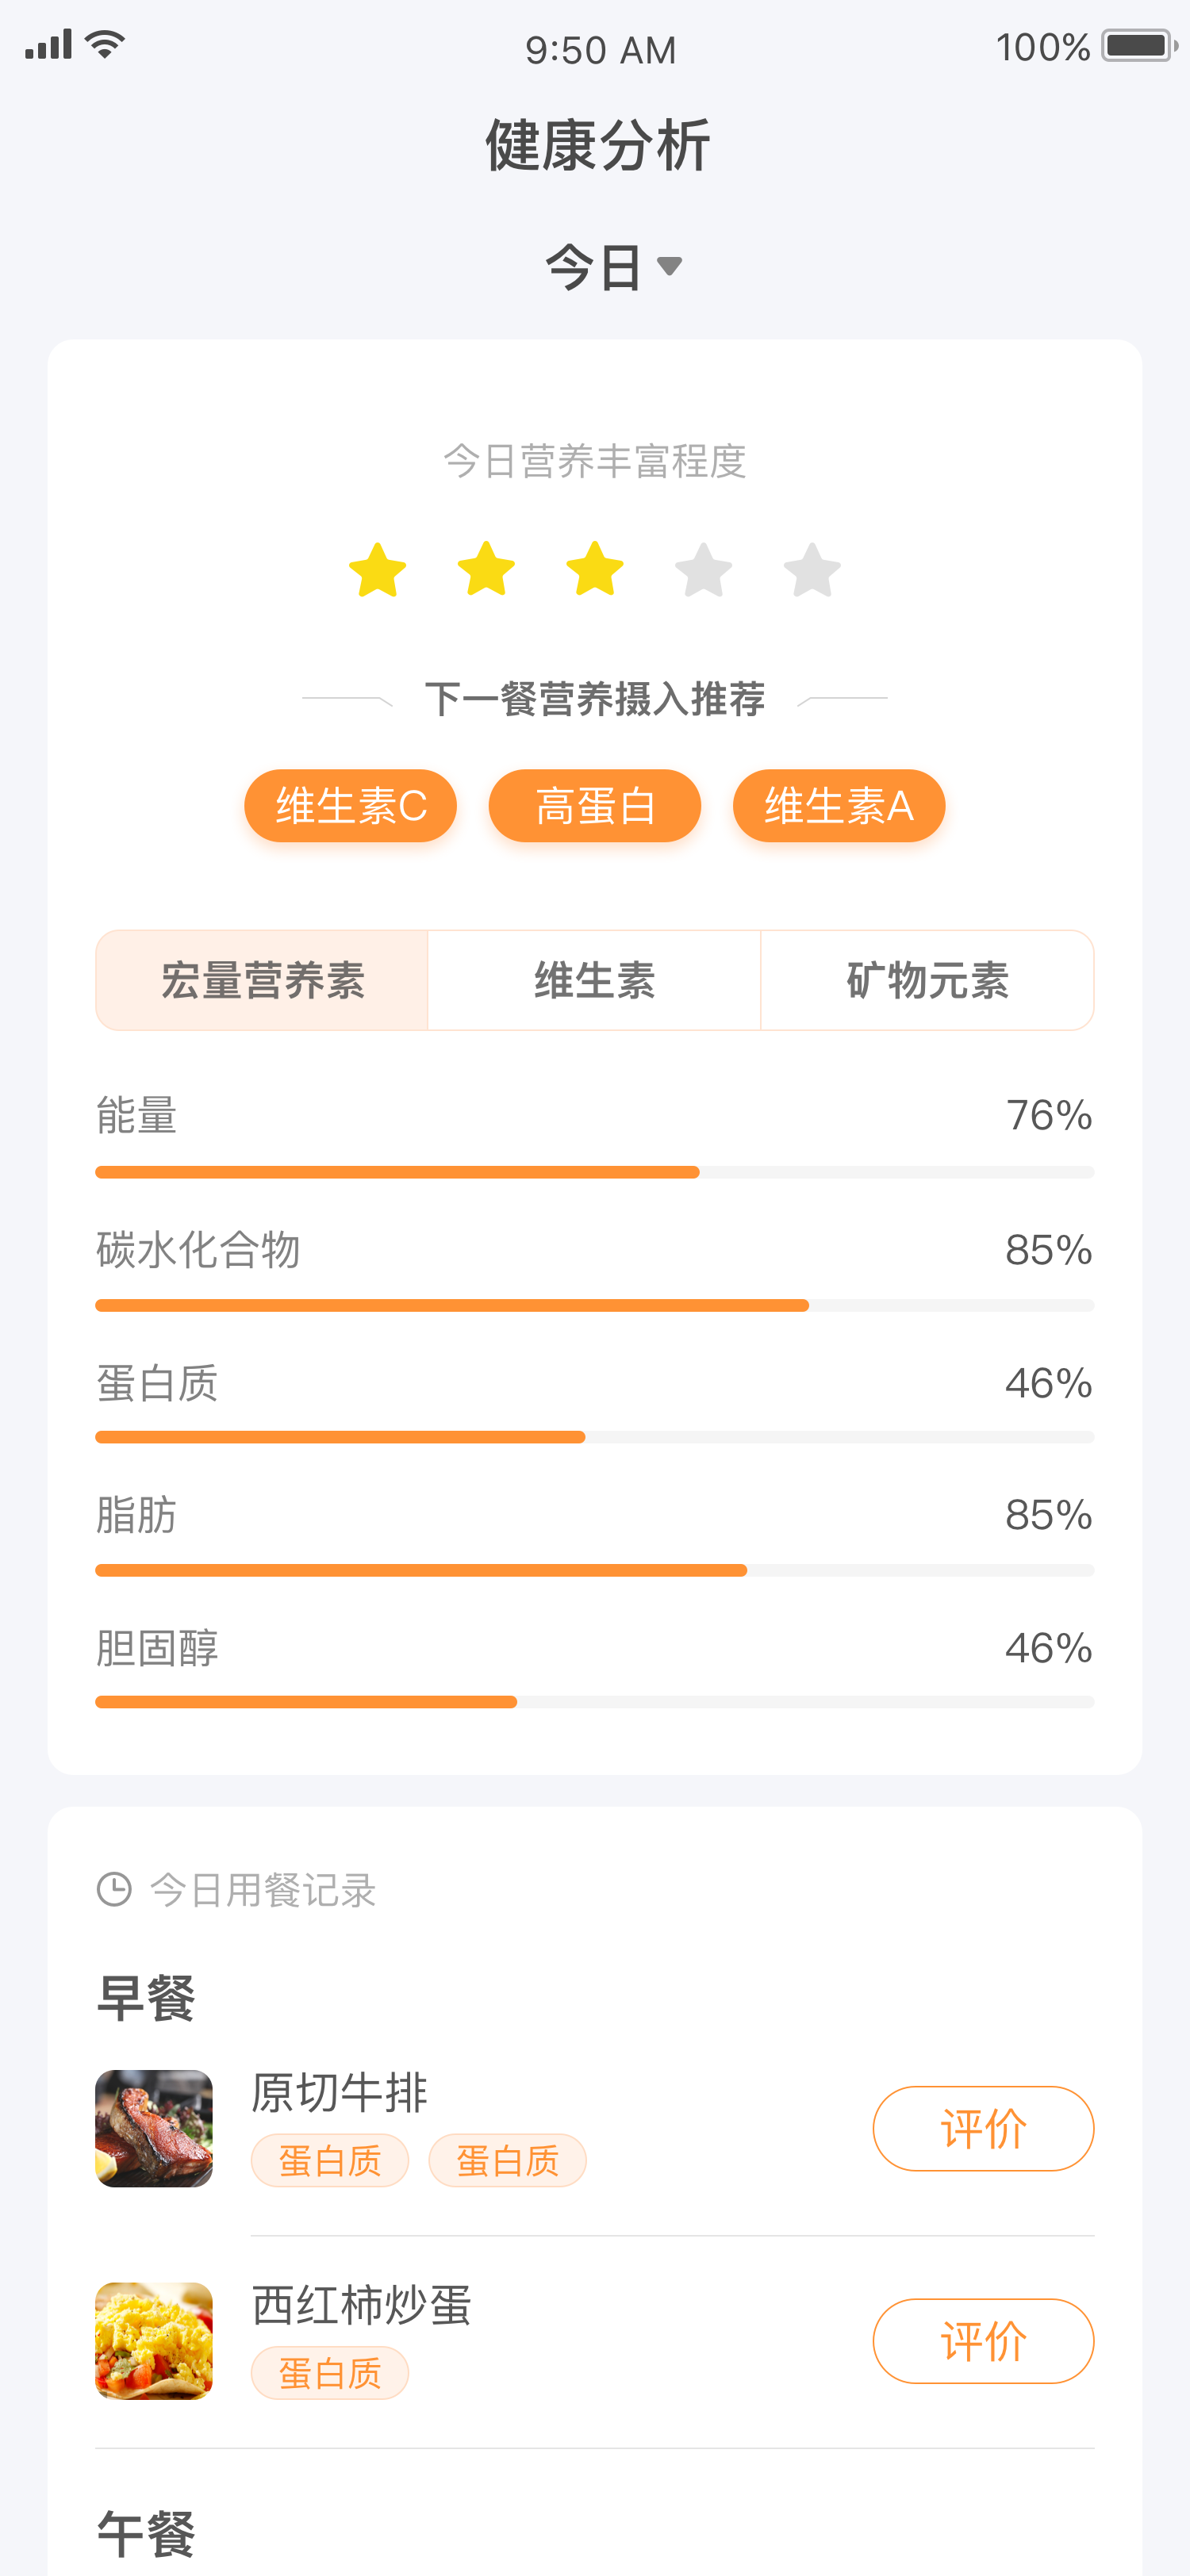 9:50 AM
100%
健康分析
今日
今日营养丰富程度
下一餐营养摄入推荐
维生素C 高蛋白 维生素A
宏量营养素 维生素 矿物元素
能量 76%
碳水化合物 85%
蛋白质 46%
脂肪 85%
胆固醇 46%
今日用餐记录
早餐
原切牛排
蛋白质 蛋白质
评价
西红柿炒蛋
蛋白质
评价
午餐